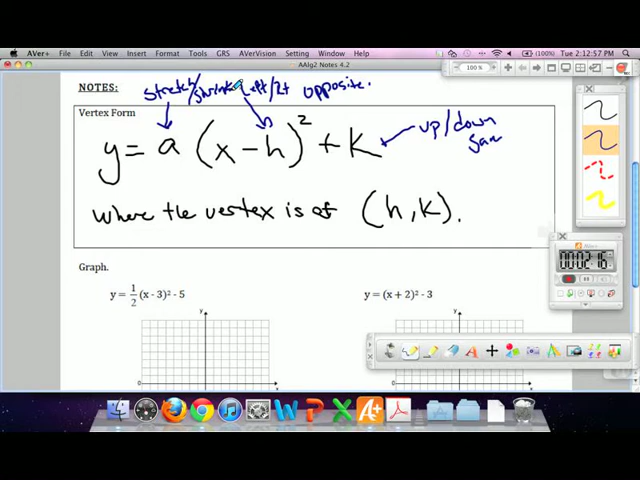 AVer+ File Edit View Insert Format Tools GRS AVerVision Setting Window Help (100%) Tue 2:12:57 PM
AAlg2 Notes 4.2
100 %
NOTES:
stretch/shrink left/rt opposite.
Vertex Form
y = a (x - h)² + k
up/down
Same
where the vertex is at (h, k).
00:02:16
Graph.
y = 1/2 (x - 3)² - 5
y = (x + 2)² - 3
y
y
x
x